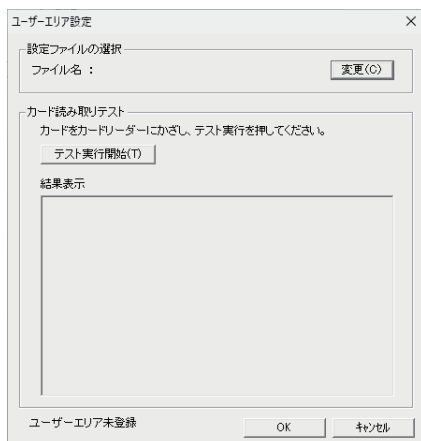 ユーザーエリア設定
設定ファイルの選択
ファイル名 :
変更(C)
カード読み取りテスト
カードをカードリーダーにかざし、テスト実行を押してください。
テスト実行開始(T)
結果表示
ユーザーエリア未登録
OK
キャンセル